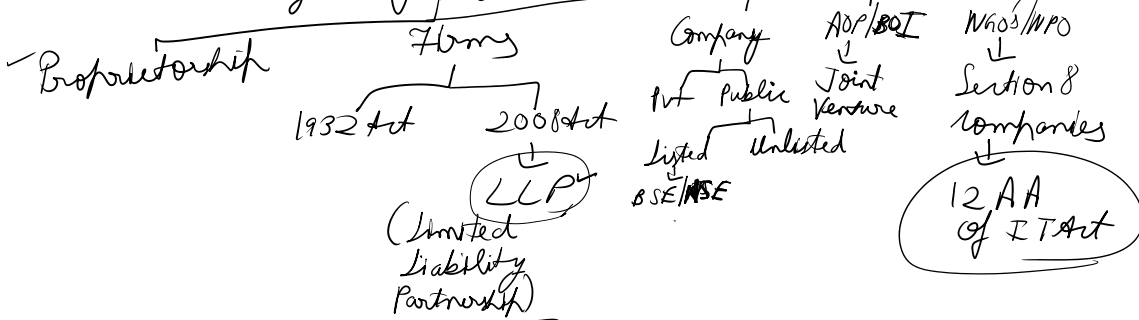 Proprietorship
Firms
Company
AOP/BOI
NGO's/NPO
1932 Act
2008 Act
Pvt
Public
Joint
Venture
Section 8
Companies
LLP
Listed
Unlisted
BSE/NSE
12 AA
of IT Act
(Limited
Liability
Partnership)